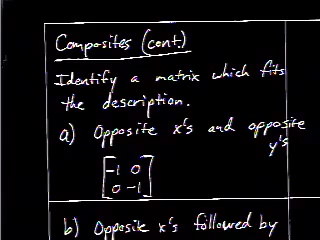 Composites (cont.)
Identify a matrix which fits
the description.
a) Opposite x's and opposite
y's
[-1 0
0 -1]
b) Opposite x's followed by